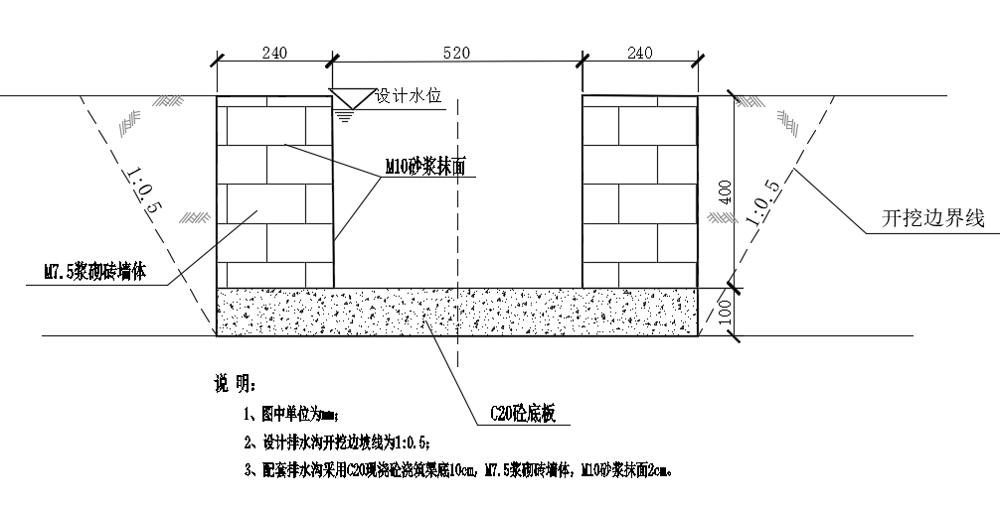 240
520
240
设计水位
M10砂浆抹面
1:0.5
1:0.5
400
开挖边界线
M7.5浆砌砖墙体
100
C20砼底板
说 明：
1、图中单位为mm；
2、设计排水沟开挖边坡线为1:0.5；
3、配套排水沟采用C20现浇砼浇筑渠底10cm，M7.5浆砌砖墙体，M10砂浆抹面2cm。